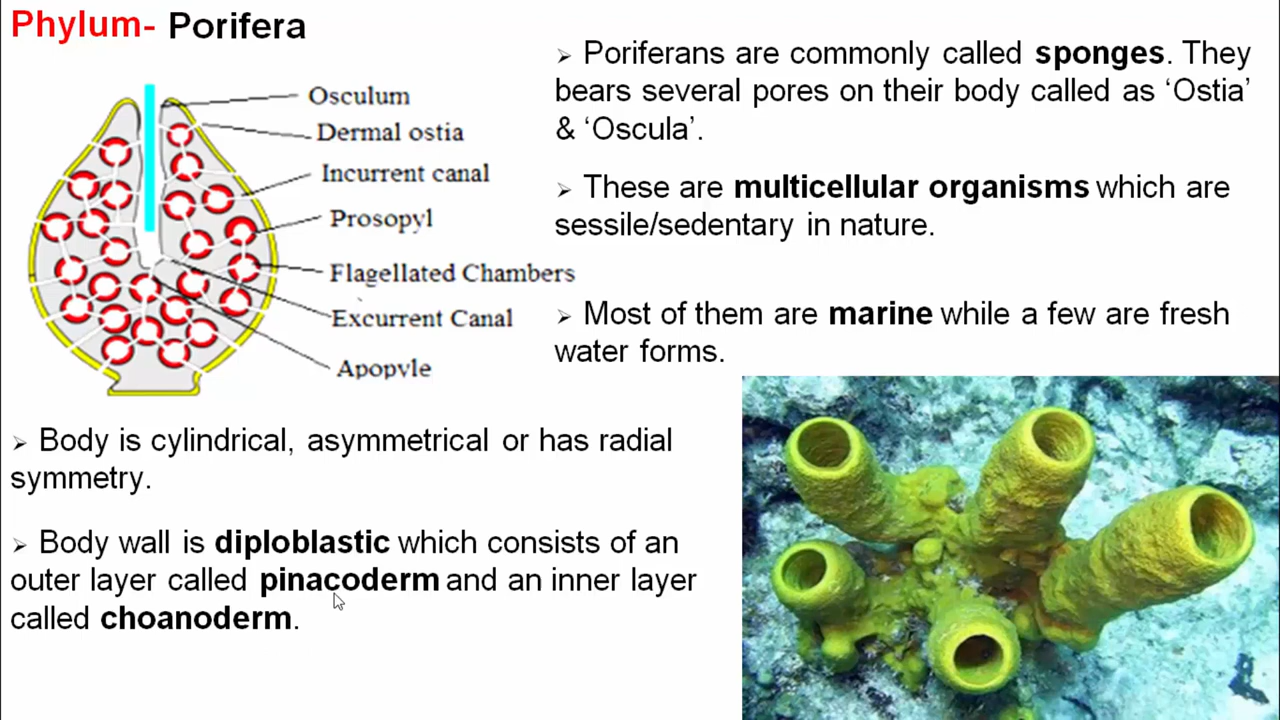 Phylum- Porifera
Osculum
Dermal ostia
Incurrent canal
Prosopyl
Flagellated Chambers
Excurrent Canal
Apopyle
➢ Poriferans are commonly called sponges. They
bears several pores on their body called as ‘Ostia’
& ‘Oscula’.
➢ These are multicellular organisms which are
sessile/sedentary in nature.
➢ Most of them are marine while a few are fresh
water forms.
➢ Body is cylindrical, asymmetrical or has radial
symmetry.
➢ Body wall is diploblastic which consists of an
outer layer called pinacoderm and an inner layer
called choanoderm.